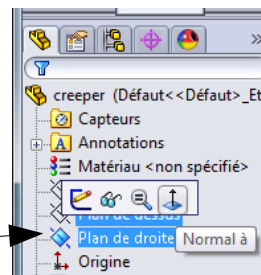 creeper (Défaut<<Défaut>_Et
Capteurs
Annotations
Matériau <non spécifié>
Plan de dessus
Plan de droite Normal à
Origine